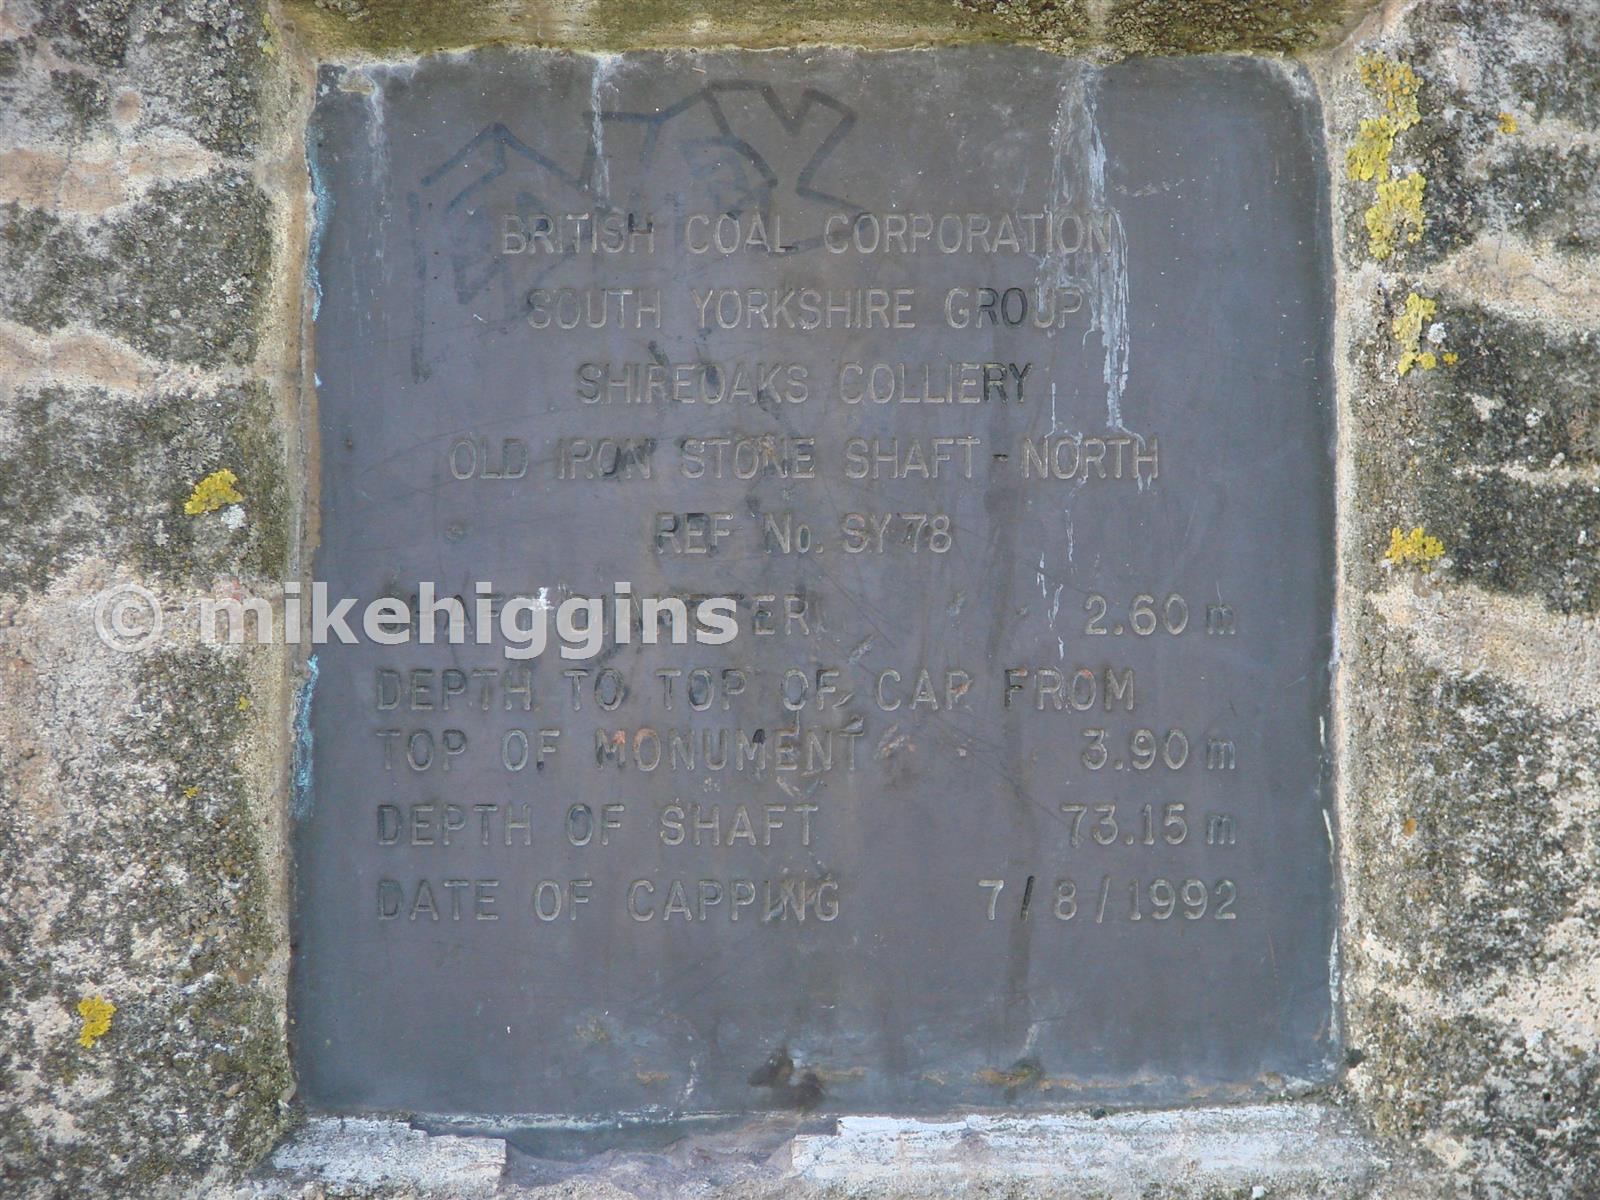 BRITISH COAL CORPORATION
SOUTH YORKSHIRE GROUP
SHIREOAKS COLLIERY
OLD IRON STONE SHAFT - NORTH
REF No. SY 78
SHAFT DIAMETER 2.60 m
© mikehiggins
DEPTH TO TOP OF CAP FROM
TOP OF MONUMENT 3.90 m
DEPTH OF SHAFT 73.15 m
DATE OF CAPPING 7/8/1992